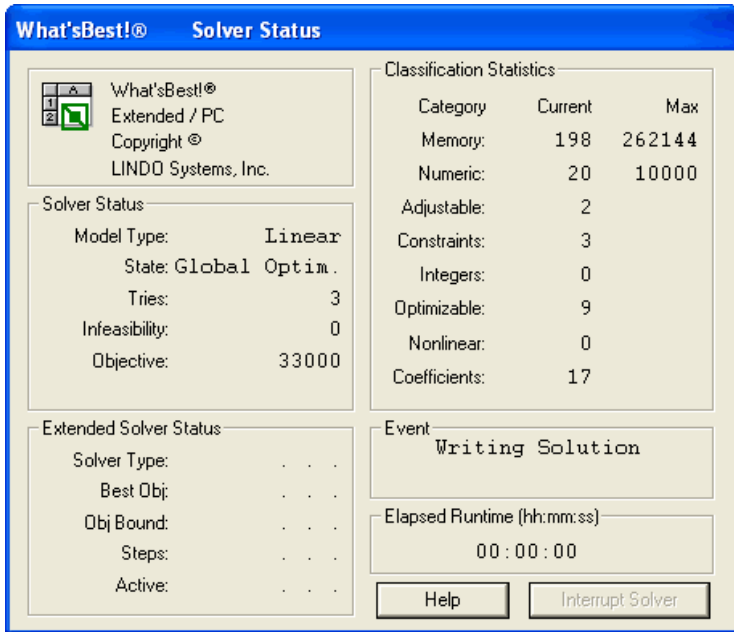 What'sBest!® Solver Status
What'sBest!®
Extended / PC
Copyright ©
LINDO Systems, Inc.
Solver Status
Model Type: Linear
State: Global Optim.
Tries: 3
Infeasibility: 0
Objective: 33000
Extended Solver Status
Solver Type: . . .
Best Obj: . . .
Obj Bound: . . .
Steps: . . .
Active: . . .
Classification Statistics
Category Current Max
Memory: 198 262144
Numeric: 20 10000
Adjustable: 2
Constraints: 3
Integers: 0
Optimizable: 9
Nonlinear: 0
Coefficients: 17
Event
Writing Solution
Elapsed Runtime (hh:mm:ss)
00:00:00
Help Interrupt Solver